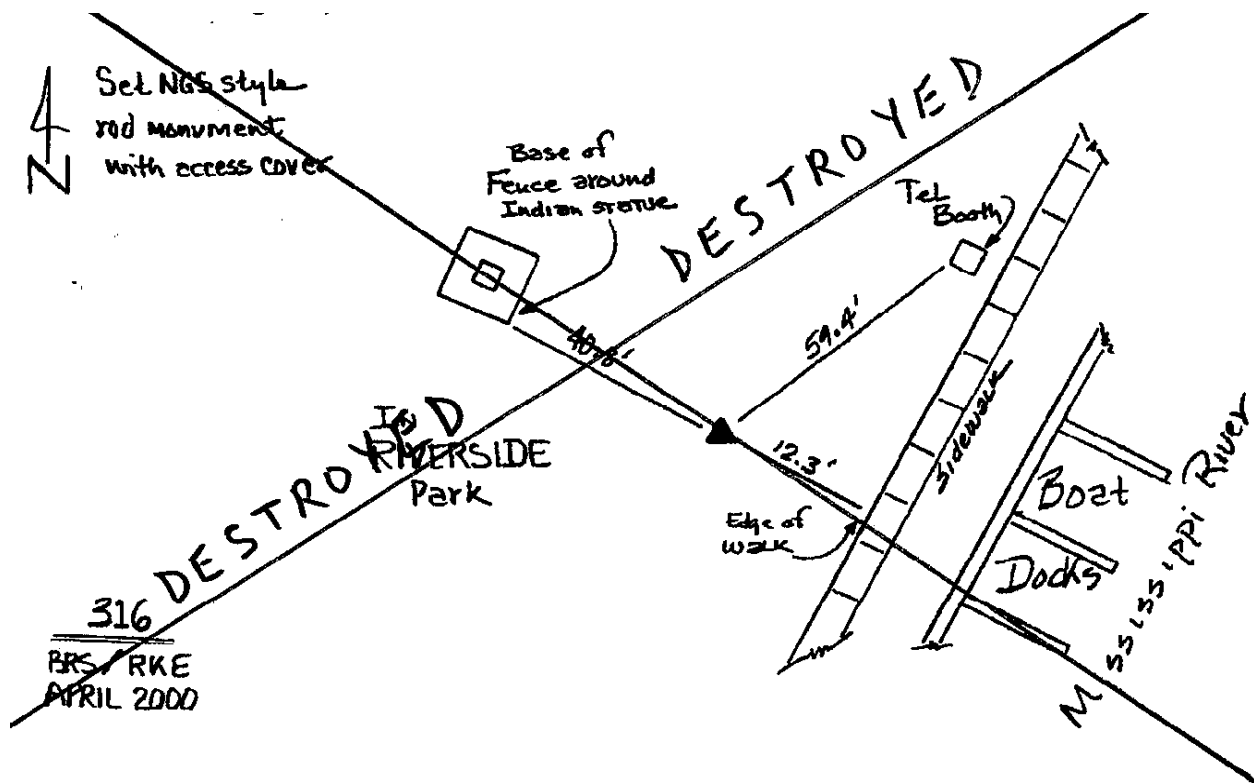 Set NGS style
rod monument
with access cover
N
Base of
Fence around
Indian STATUE
DESTROYED
Tel
Booth
59.4'
40.8'
12.3'
Sidewalk
Edge of
walk
In
RIVERSIDE
Park
DESTROYED
Boat
Docks
Mississippi River
316
BRS/RKE
APRIL 2000